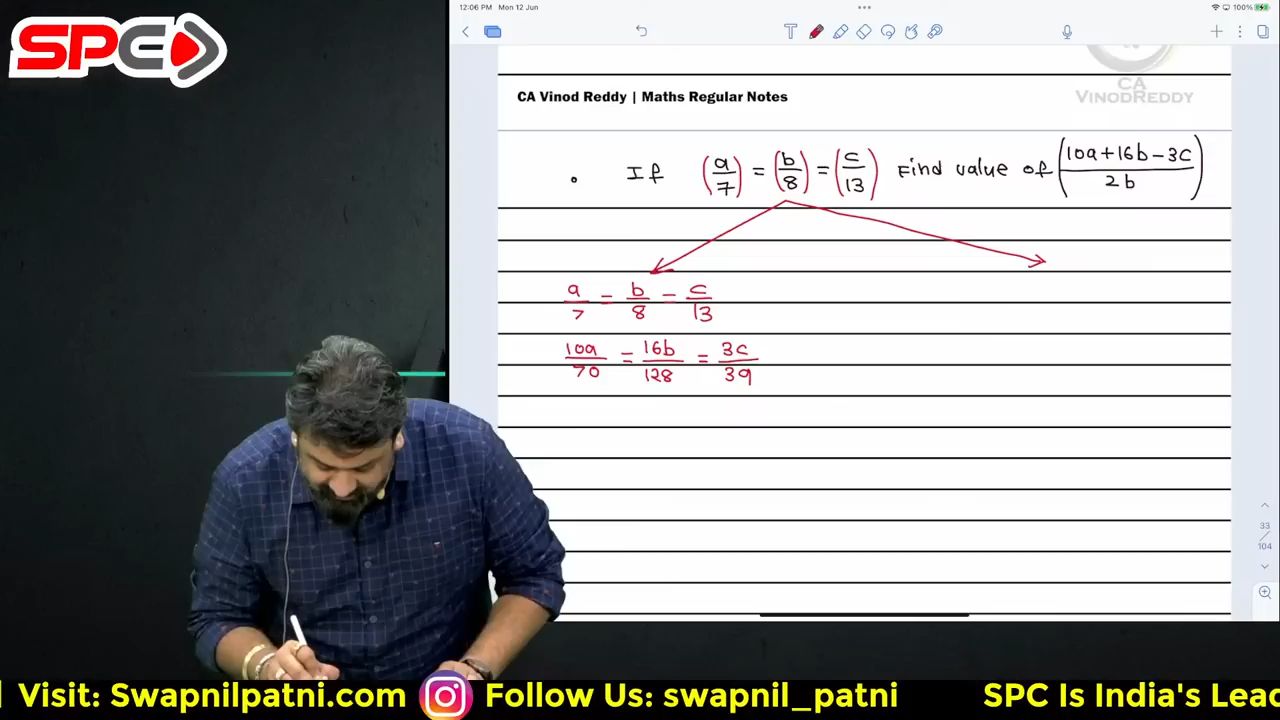 12:06 PM Mon 12 Jun
100%
SPC
T
CA
VINODREDDY
CA Vinod Reddy | Maths Regular Notes
. If (a/7) = (b/8) = (c/13) Find value of ((10a+16b-3c)/2b)
a/7 = b/8 = c/13
10a/70 = 16b/128 = 3c/39
33
/
104
Visit: Swapnilpatni.com Follow Us: swapnil_patni SPC Is India's Lead